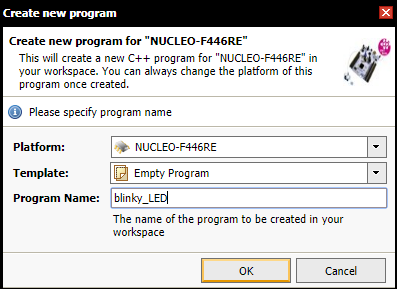 Create new program
Create new program for "NUCLEO-F446RE"
This will create a new C++ program for "NUCLEO-F446RE" in
your workspace. You can always change the platform of this
program once created.
Please specify program name
Platform: NUCLEO-F446RE
Template: Empty Program
Program Name: blinky_LED
The name of the program to be created in your
workspace
OK Cancel